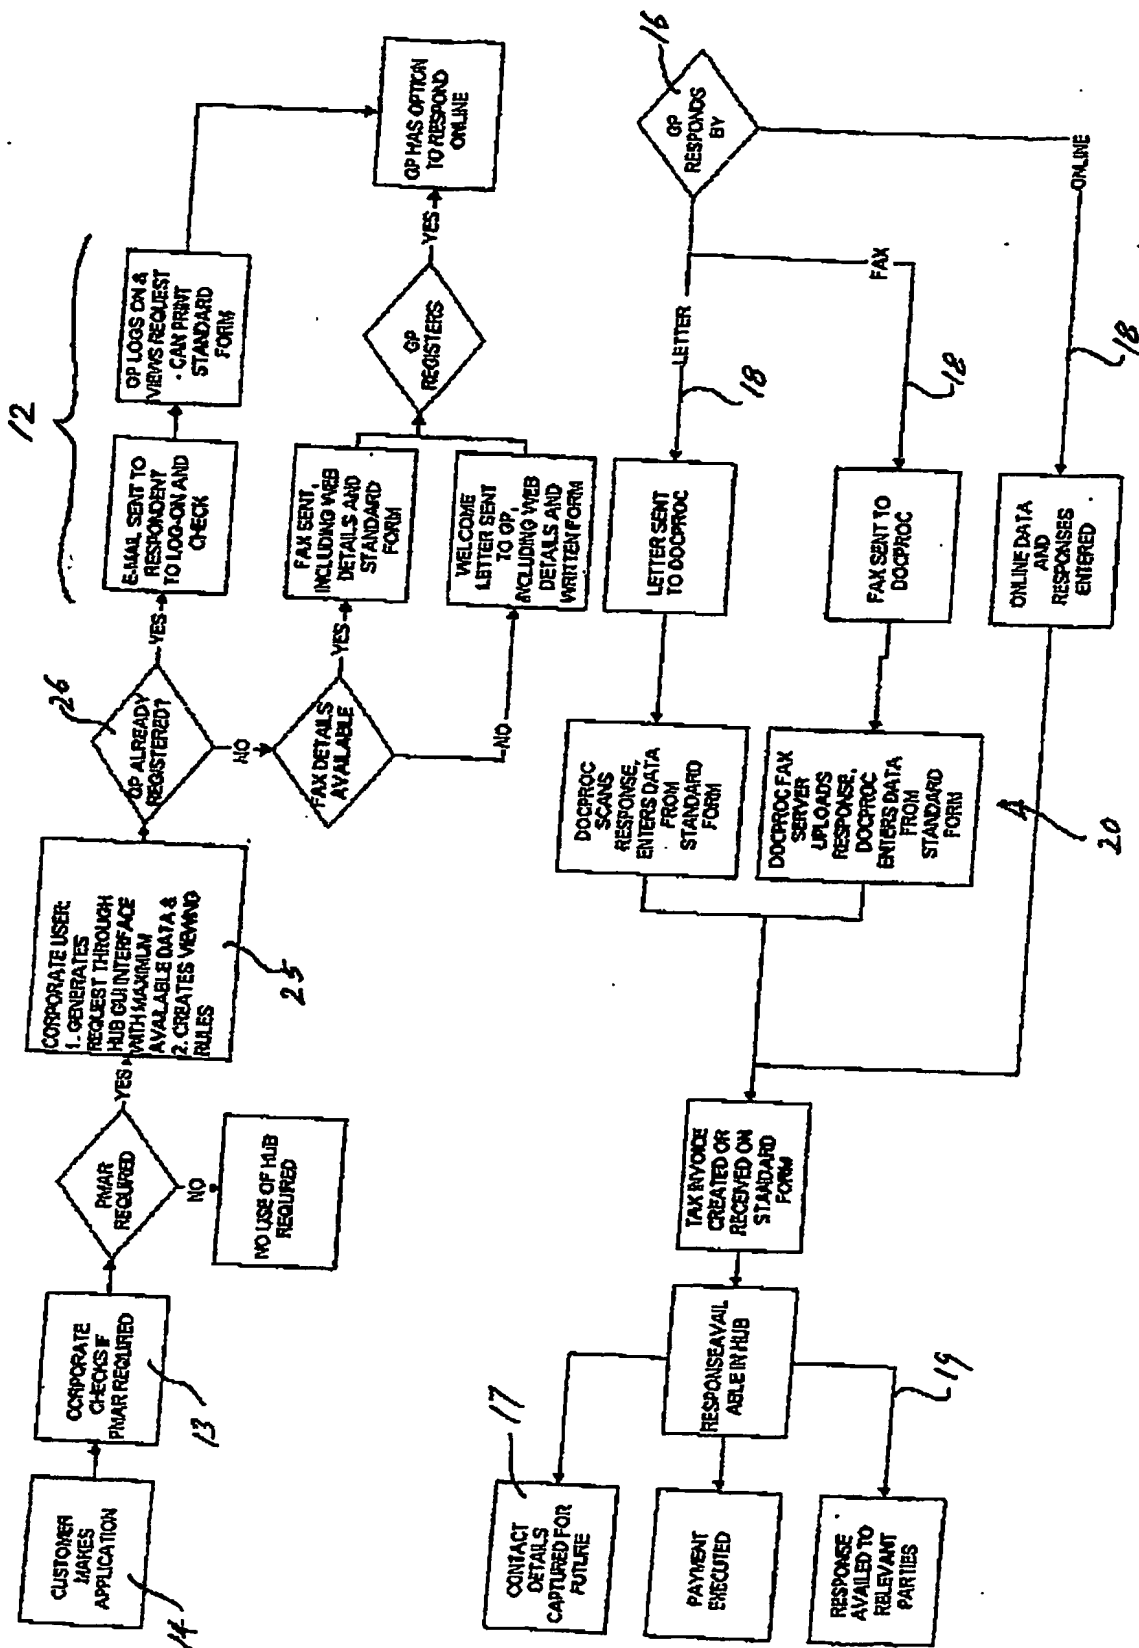 CUSTOMER
MAKES
APPLICATION
14
CORPORATE
CHECKS IF
PMAR REQUIRED
13
PMAR
REQUIRED
YES
NO
NO USE OF HUB
REQUIRED
CORPORATE USER:
1. GENERATES
REQUEST THROUGH
HUB GUI INTERFACE
WITH MAXIMUM
AVAILABLE DATA &
2. CREATES VIEWING
RULES
25
GP ALREADY
REGISTERED?
26
YES
NO
E-MAIL SENT TO
RESPONDENT
TO LOG-ON AND
CHECK
GP LOGS ON &
VIEWS REQUEST
- CAN PRINT
STANDARD
FORM
12
FAX DETAILS
AVAILABLE
YES
NO
FAX SENT,
INCLUDING WEB
DETAILS AND
STANDARD
FORM
WELCOME
LETTER SENT
TO GP,
INCLUDING WEB
DETAILS AND
WRITTEN FORM
GP
REGISTERS
YES
GP HAS OPTION
TO RESPOND
ONLINE
GP
RESPONDS
BY
16
LETTER
FAX
ONLINE
18
18
18
LETTER SENT
TO DOCPROC
FAX SENT TO
DOCPROC
ONLINE DATA
AND
RESPONSES
ENTERED
DOCPROC
SCANS
RESPONSE,
ENTERS DATA
FROM
STANDARD
FORM
DOCPROC FAX
SERVER
UPLOADS
RESPONSE,
DOCPROC
ENTERS DATA
FROM
STANDARD
FORM
20
TAX INVOICE
CREATED OR
RECEIVED ON
STANDARD
FORM
RESPONSEAVAIL
ABLE IN HUB
19
CONTACT
DETAILS
CAPTURED FOR
FUTURE
17
PAYMENT
EXECUTED
RESPONSE
AVAILED TO
RELEVANT
PARTIES